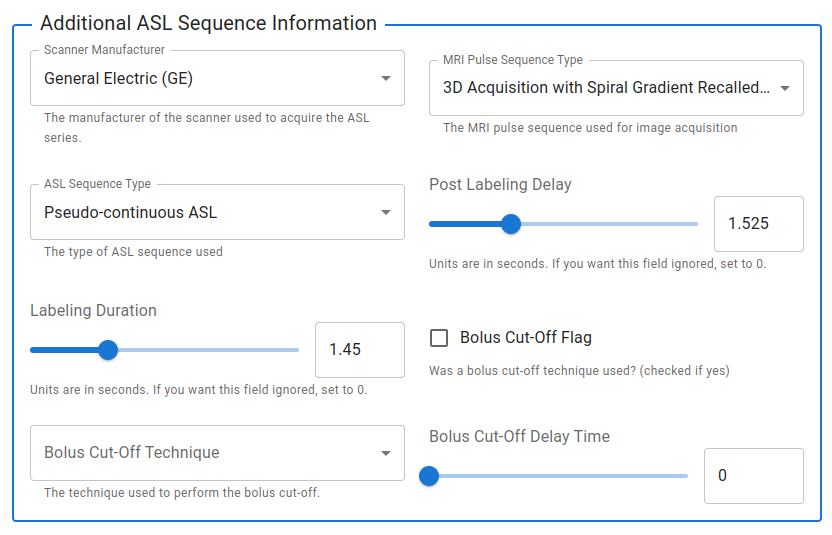 Additional ASL Sequence Information
Scanner Manufacturer
General Electric (GE)
The manufacturer of the scanner used to acquire the ASL
series.
MRI Pulse Sequence Type
3D Acquisition with Spiral Gradient Recalled...
The MRI pulse sequence used for image acquisition
ASL Sequence Type
Pseudo-continuous ASL
The type of ASL sequence used
Post Labeling Delay
1.525
Units are in seconds. If you want this field ignored, set to 0.
Labeling Duration
1.45
Units are in seconds. If you want this field ignored, set to 0.
Bolus Cut-Off Flag
Was a bolus cut-off technique used? (checked if yes)
Bolus Cut-Off Technique
The technique used to perform the bolus cut-off.
Bolus Cut-Off Delay Time
0